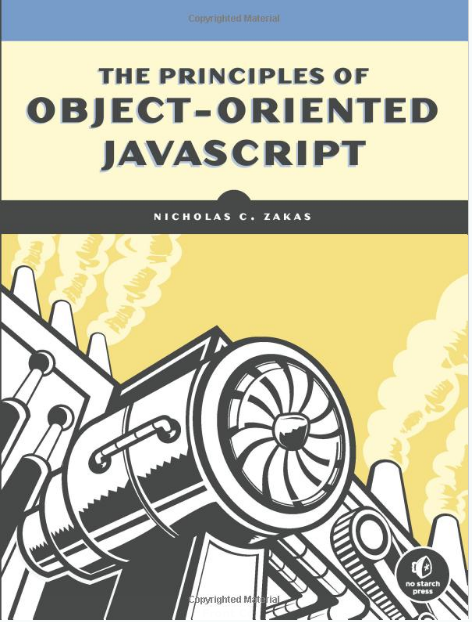 Copyrighted Material
THE PRINCIPLES OF
OBJECT-ORIENTED
JAVASCRIPT
NICHOLAS C. ZAKAS
no starch
press
Copyrighted Material